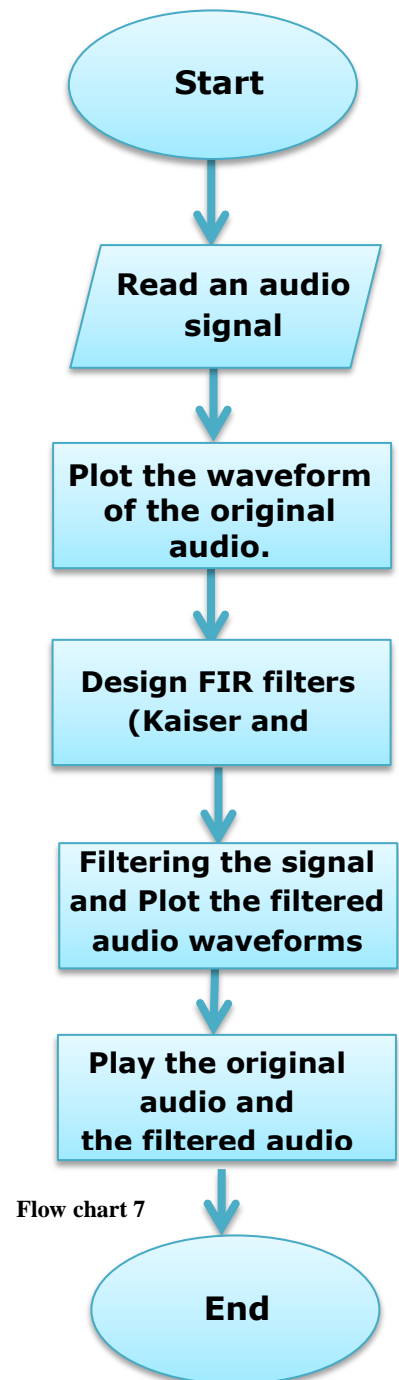 Start
Read an audio
signal
Plot the waveform
of the original
audio.
Design FIR filters
(Kaiser and
Filtering the signal
and Plot the filtered
audio waveforms
Play the original
audio and
the filtered audio
Flow chart 7
End